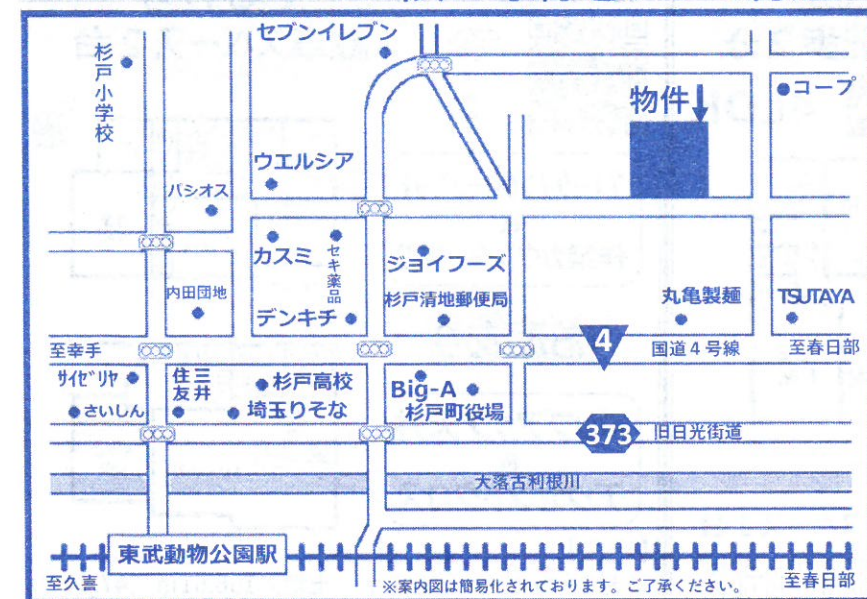 セブンイレブン
杉戸小学校
コープ
物件
ウエルシア
パシオス
カスミ
セキ薬品
ジョイフーズ
内田団地
デンキチ
杉戸清地郵便局
丸亀製麺
TSUTAYA
至幸手
4
国道4号線
至春日部
サイゼリヤ
三井
住友
杉戸高校
Big-A
さいしん
埼玉りそな
杉戸町役場
373
旧日光街道
大落古利根川
東武動物公園駅
至久喜
※案内図は簡易化されております。ご了承ください。
至春日部